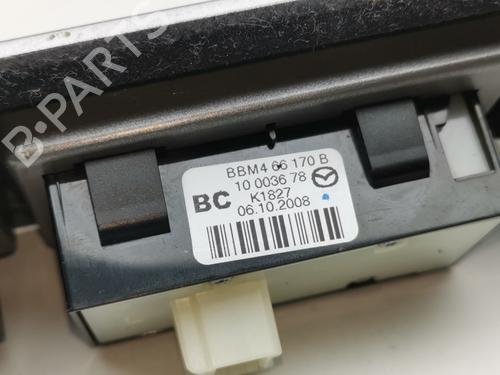 B-PARTS
BBM4 66 170 B
10 0036 78
BC K1827
06.10.2008